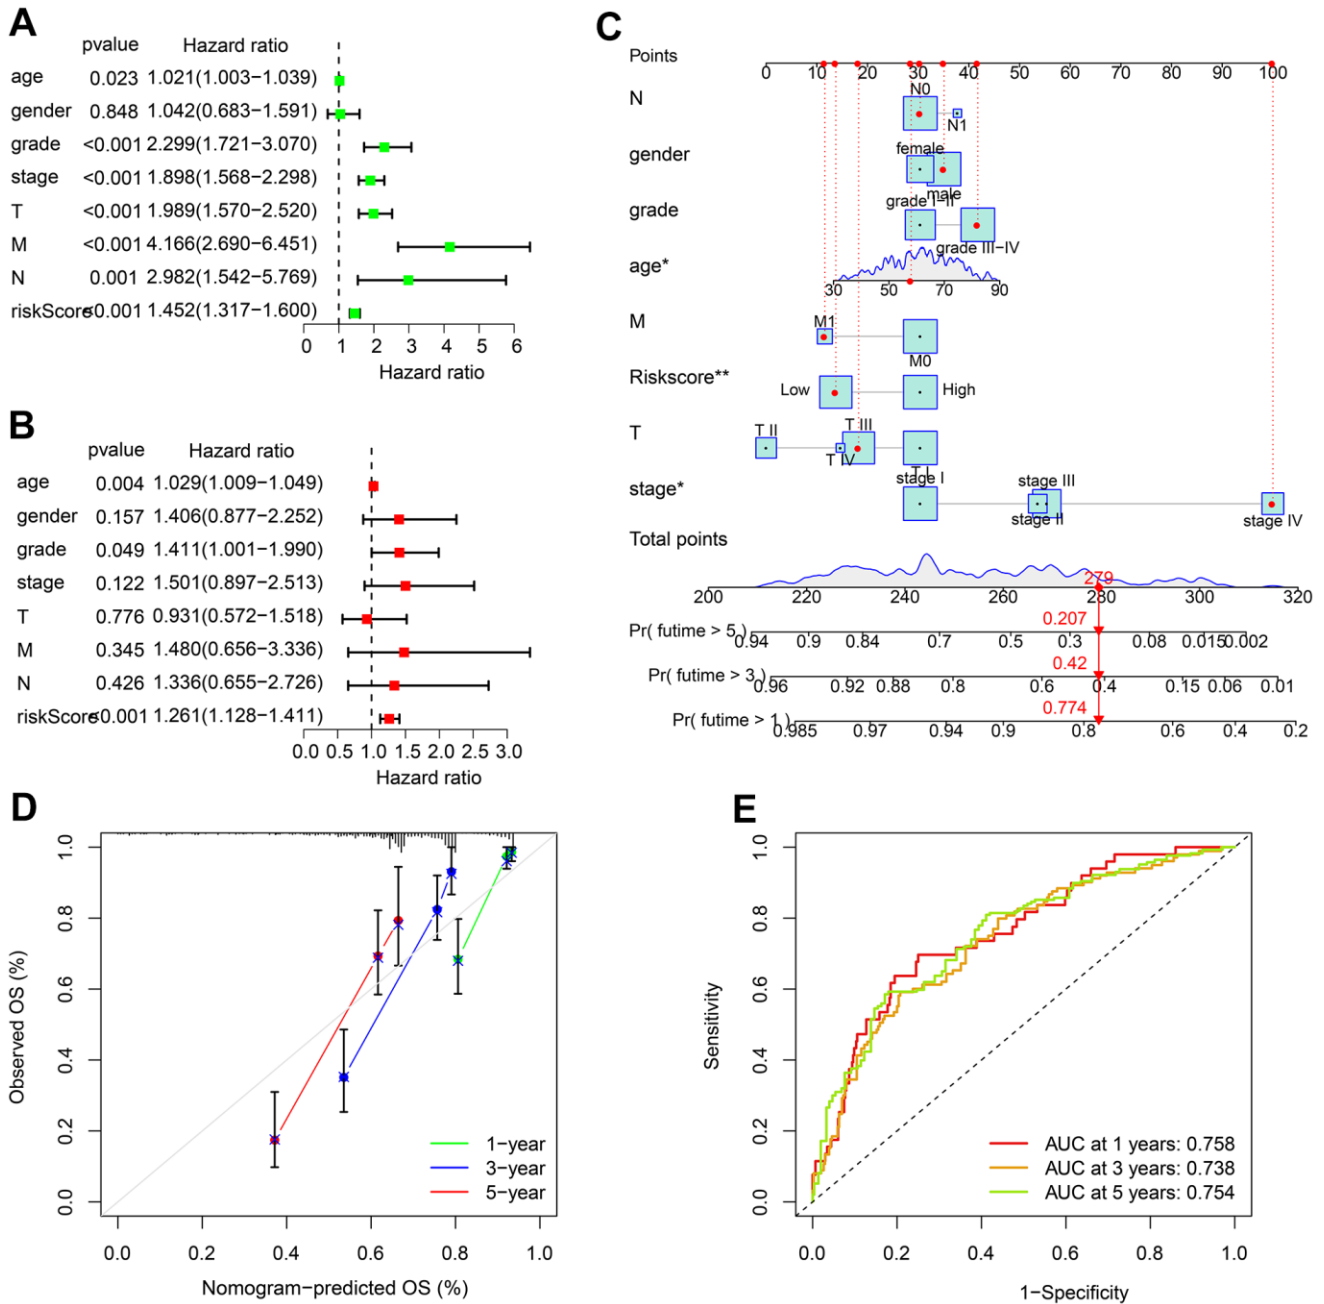 A
pvalue Hazard ratio
age 0.023 1.021(1.003−1.039)
gender 0.848 1.042(0.683−1.591)
grade <0.001 2.299(1.721−3.070)
stage <0.001 1.898(1.568−2.298)
T <0.001 1.989(1.570−2.520)
M <0.001 4.166(2.690−6.451)
N 0.001 2.982(1.542−5.769)
riskScore <0.001 1.452(1.317−1.600)
0 1 2 3 4 5 6
Hazard ratio
B
pvalue Hazard ratio
age 0.004 1.029(1.009−1.049)
gender 0.157 1.406(0.877−2.252)
grade 0.049 1.411(1.001−1.990)
stage 0.122 1.501(0.897−2.513)
T 0.776 0.931(0.572−1.518)
M 0.345 1.480(0.656−3.336)
N 0.426 1.336(0.655−2.726)
riskScore <0.001 1.261(1.128−1.411)
0.0 0.5 1.0 1.5 2.0 2.5 3.0
Hazard ratio
C
Points
0 10 20 30 40 50 60 70 80 90 100
N
N0
N1
gender
female
male
grade
grade I−II
grade III−IV
age*
30 50 70 90
M
M1
M0
Riskscore**
Low High
T
T II T III
T IV
T I
stage*
stage I stage III
stage II stage IV
Total points
279
200 220 240 260 280 300 320
0.207
Pr( futime > 5 )
0.94 0.9 0.84 0.7 0.5 0.3 0.08 0.015 0.002
0.42
Pr( futime > 3 )
0.96 0.92 0.88 0.8 0.6 0.4 0.15 0.06 0.01
0.774
Pr( futime > 1 )
0.985 0.97 0.94 0.9 0.8 0.6 0.4 0.2
D
Observed OS (%)
0.0 0.2 0.4 0.6 0.8 1.0
1−year
3−year
5−year
0.0 0.2 0.4 0.6 0.8 1.0
Nomogram−predicted OS (%)
E
Sensitivity
0.0 0.2 0.4 0.6 0.8 1.0
AUC at 1 years: 0.758
AUC at 3 years: 0.738
AUC at 5 years: 0.754
0.0 0.2 0.4 0.6 0.8 1.0
1−Specificity